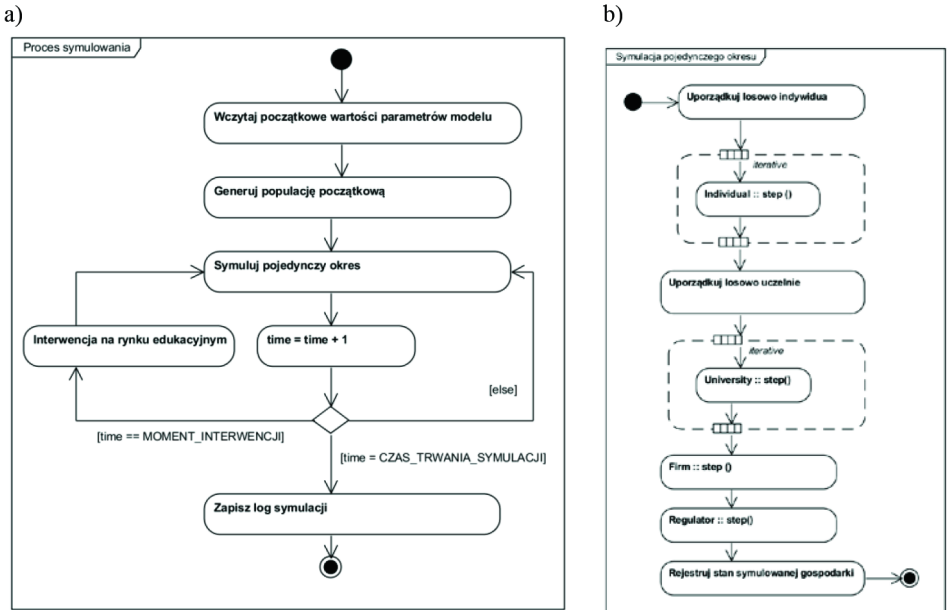 a)
Proces symulowania
Wczytaj początkowe wartości parametrów modelu
Generuj populację początkową
Symuluj pojedynczy okres
Interwencja na rynku edukacyjnym
time = time + 1
[else]
[time == MOMENT_INTERWENCJI]
[time = CZAS_TRWANIA_SYMULACJI]
Zapisz log symulacji
b)
Symulacja pojedynczego okresu
Uporządkuj losowo indywidua
iterative
Individual :: step ()
Uporządkuj losowo uczelnie
iterative
University :: step()
Firm :: step ()
Regulator :: step()
Rejestruj stan symulowanej gospodarki